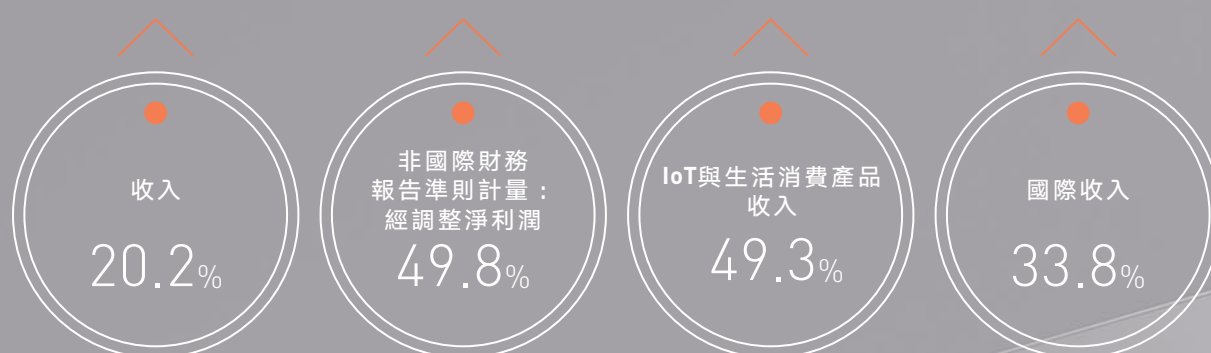 收入
20.2%
非國際財務
報告準則計量：
經調整淨利潤
49.8%
IoT與生活消費產品
收入
49.3%
國際收入
33.8%